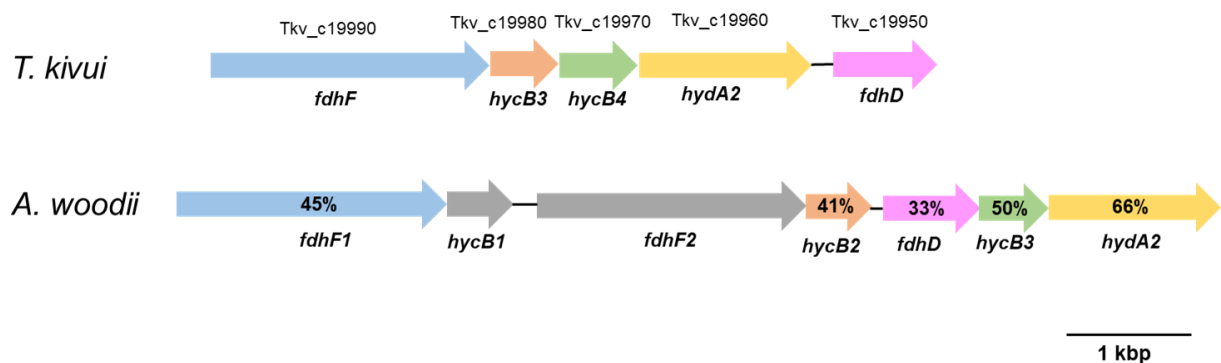 Tkv_c19990 Tkv_c19980 Tkv_c19970 Tkv_c19960 Tkv_c19950
T. kivui
fdhF hycB3 hycB4 hydA2 fdhD
A. woodii 45% 41% 33% 50% 66%
fdhF1 hycB1 fdhF2 hycB2 fdhD hycB3 hydA2
1 kbp